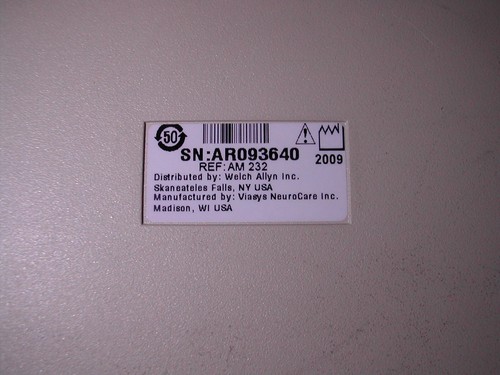 50
SN:AR093640
2009
REF: AM 232
Distributed by: Welch Allyn Inc.
Skaneateles Falls, NY USA
Manufactured by: Viasys NeuroCare Inc.
Madison, WI USA